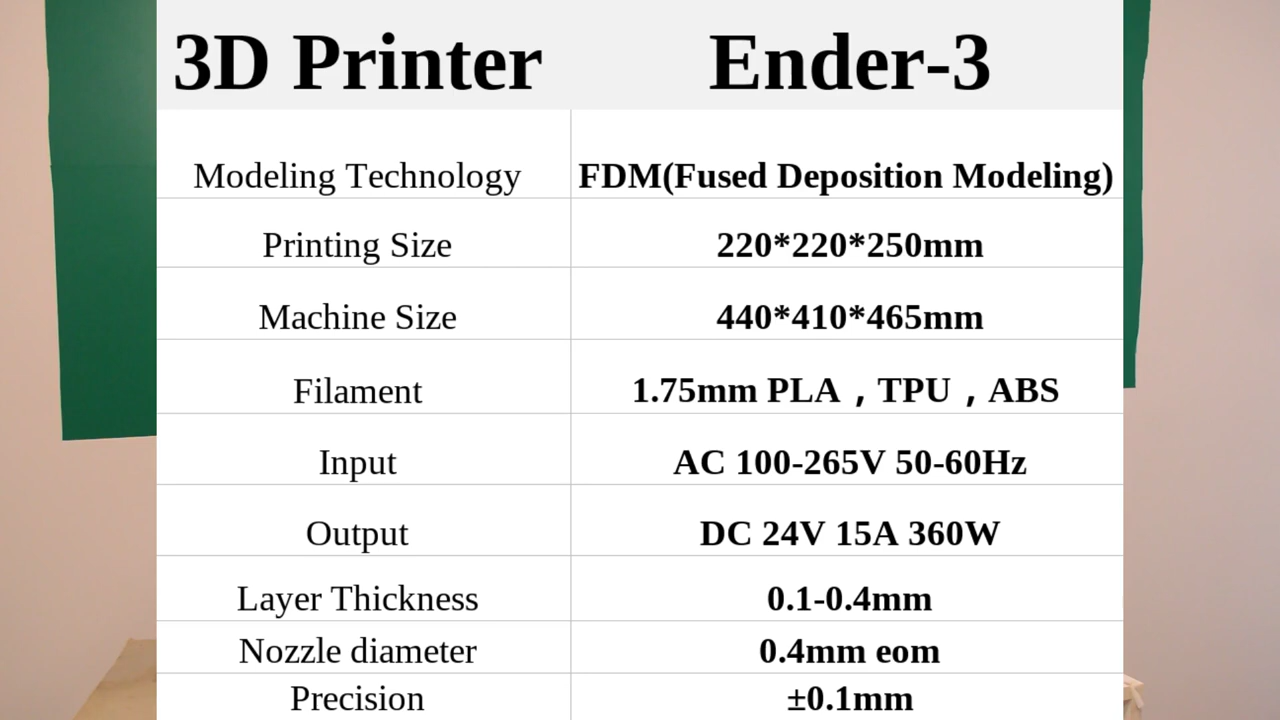 3D Printer Ender-3
Modeling Technology FDM(Fused Deposition Modeling)
Printing Size 220*220*250mm
Machine Size 440*410*465mm
Filament 1.75mm PLA，TPU，ABS
Input AC 100-265V 50-60Hz
Output DC 24V 15A 360W
Layer Thickness 0.1-0.4mm
Nozzle diameter 0.4mm eom
Precision ±0.1mm